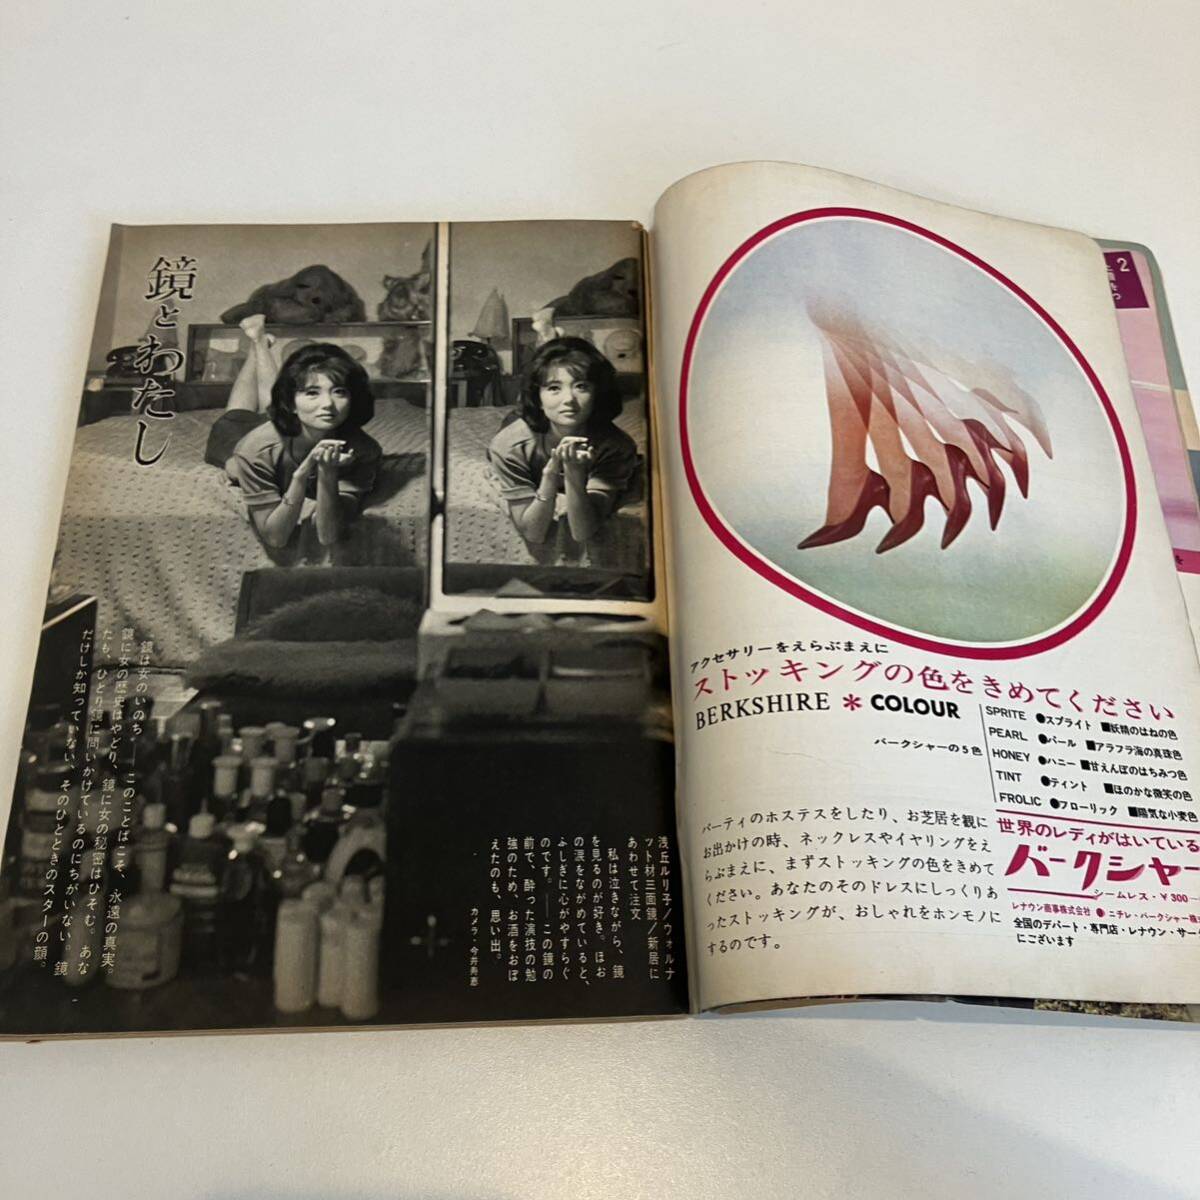 鏡とわたし
鏡は女のいのち。――このことばこそ、永遠の真実。
鏡に女の歴史はやどり、鏡に女の秘密はひそむ。あな
たも、ひとり鏡に問いかけているのにちがいない。鏡
だけしか知っていない、そのひとときのスターの顔。
浅丘ルリ子/ウォルナ
ット材三面鏡/新居に
あわせて注文
私は泣きながら、鏡
を見るのが好き。ほお
の涙をながめていると、
ふしぎに心がやすらぐ
のです。――この鏡の
前で、酔った演技の勉
強のため、お酒をおぼ
えたのも、思い出。
カメラ・今井寿恵
アクセサリーをえらぶまえに
ストッキングの色をきめてください
BERKSHIRE * COLOUR
バークシャーの5色
SPRITE ●スプライト ■妖精のはねの色
PEARL ●パール ■アラフラ海の真珠色
HONEY ●ハニー ■甘えんぼのはちみつ色
TINT ●ティント ■ほのかな微笑の色
FROLIC ●フローリック ■陽気な小麦色
パーティのホステスをしたり、お芝居を観に
お出かけの時、ネックレスやイヤリングをえ
らぶまえに、まずストッキングの色をきめて
ください。あなたのそのドレスにしっくりあ
ったストッキングが、おしゃれをホンモノに
するのです。
世界のレディがはいている
バークシャー
シームレス・¥300
レナウン商事株式会社 ● ニチレ・バークシャー株
全国のデパート・専門店・レナウン・サー
にございます
2